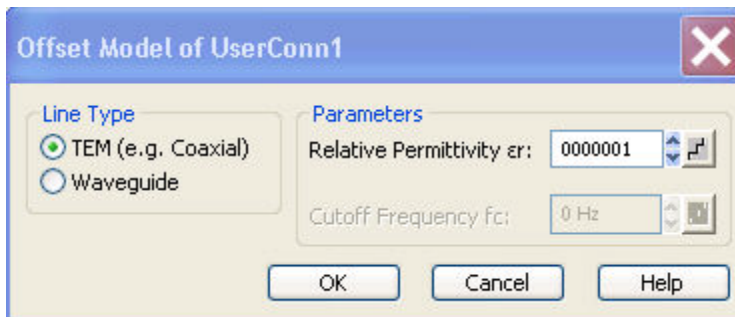 Offset Model of UserConn1
Line Type
TEM (e.g. Coaxial)
Waveguide
Parameters
Relative Permittivity εr: 0000001
Cutoff Frequency fc: 0 Hz
OK Cancel Help